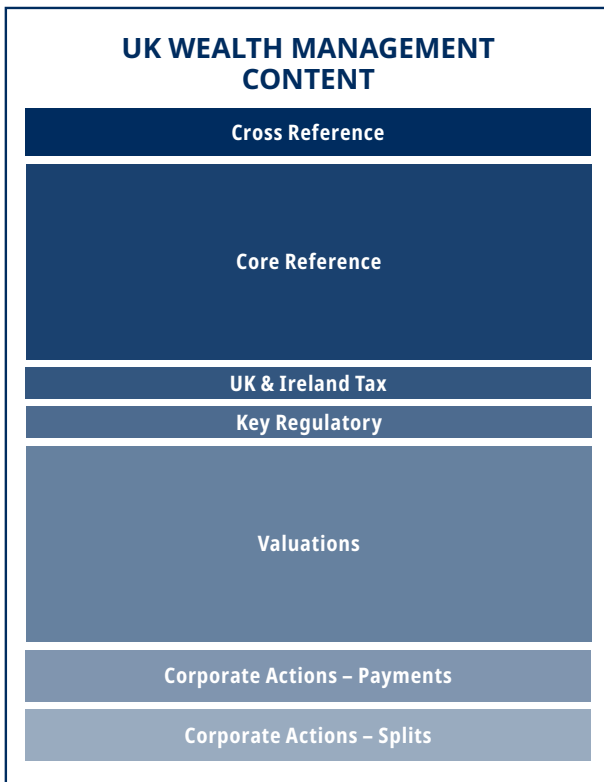 UK WEALTH MANAGEMENT
CONTENT
Cross Reference
Core Reference
UK & Ireland Tax
Key Regulatory
Valuations
Corporate Actions – Payments
Corporate Actions – Splits